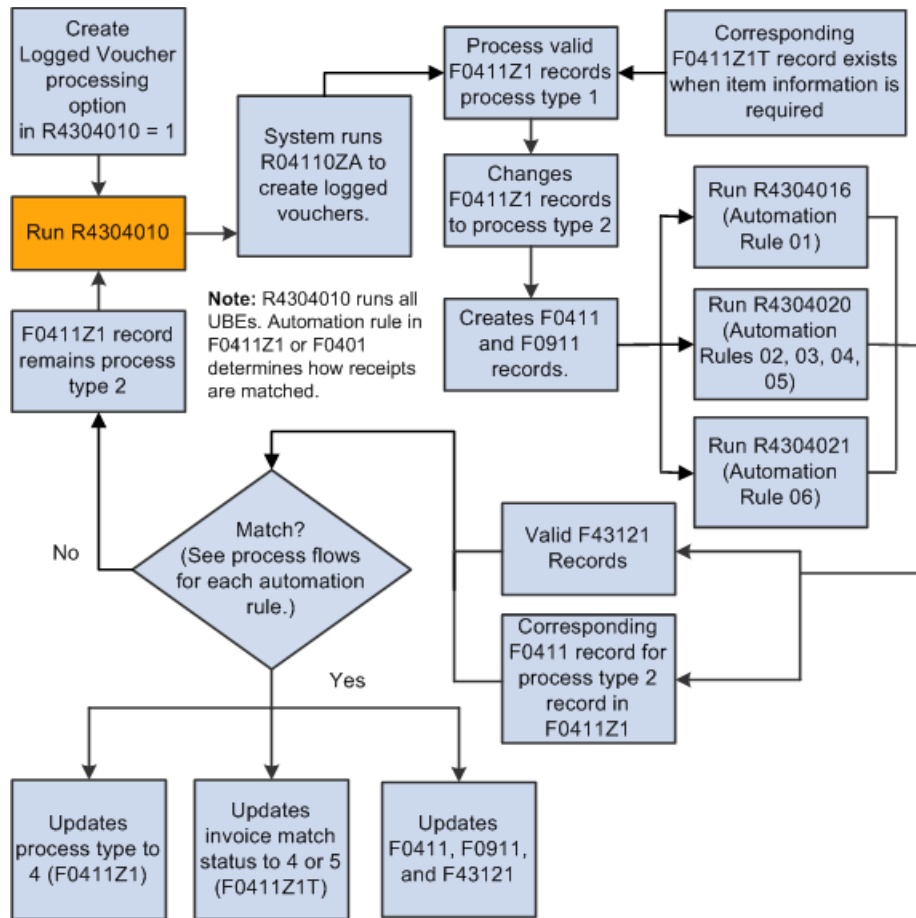 Create
Logged Voucher
processing
option
in R4304010 = 1
Run R4304010
F0411Z1 record
remains process
type 2
System runs
R04110ZA to
create logged
vouchers.
Note: R4304010 runs all
UBEs. Automation rule in
F0411Z1 or F0401
determines how receipts
are matched.
Process valid
F0411Z1 records
process type 1
Corresponding
F0411Z1T record exists
when item information is
required
Changes
F0411Z1 records
to process type 2
Creates F0411
and F0911
records.
Run R4304016
(Automation
Rule 01)
Run R4304020
(Automation
Rules 02, 03, 04,
05)
Run R4304021
(Automation
Rule 06)
Valid F43121
Records
Corresponding
F0411 record for
process type 2
record in
F0411Z1
Match?
(See process flows
for each automation
rule.)
No
Yes
Updates
process type to
4 (F0411Z1)
Updates
invoice match
status to 4 or 5
(F0411Z1T)
Updates
F0411, F0911,
and F43121